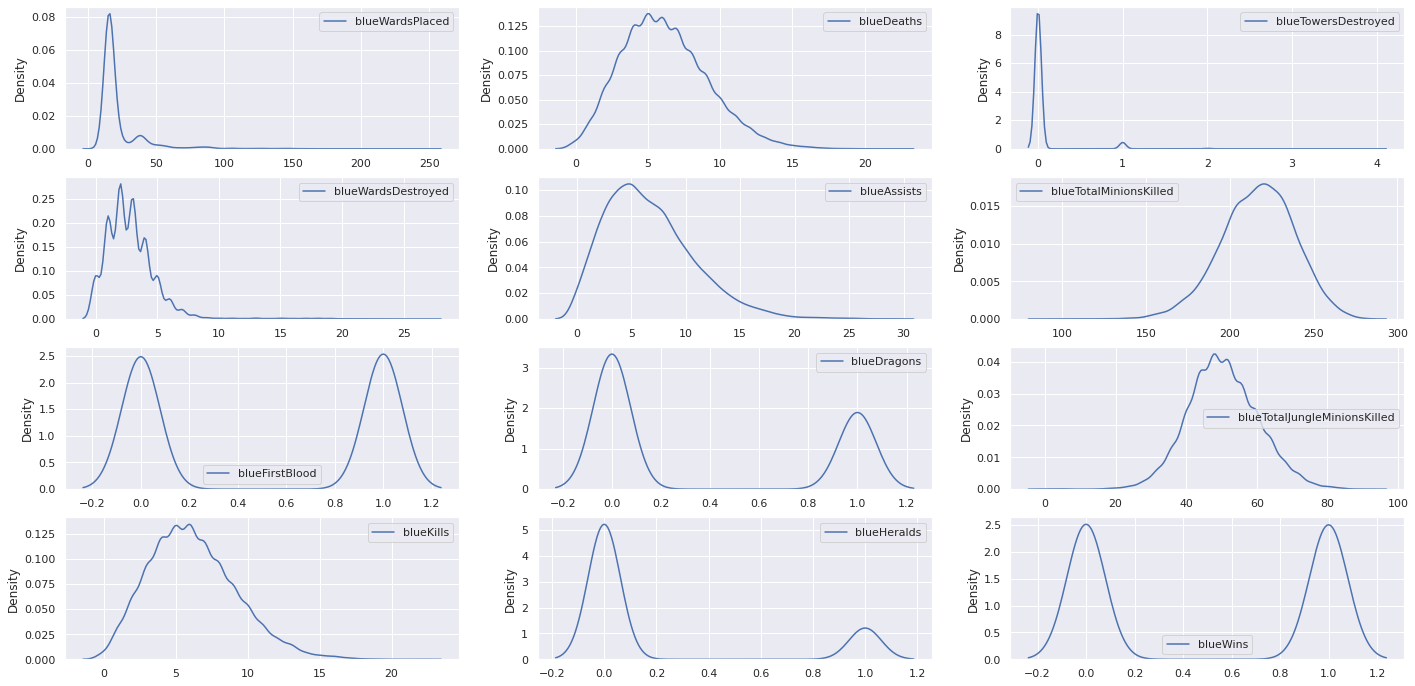 blueWardsPlaced
Density
0.00 0.02 0.04 0.06 0.08
0 50 100 150 200 250
blueDeaths
Density
0.000 0.025 0.050 0.075 0.100 0.125
0 5 10 15 20
blueTowersDestroyed
Density
0 2 4 6 8
0 1 2 3 4
blueWardsDestroyed
Density
0.00 0.05 0.10 0.15 0.20 0.25
0 5 10 15 20 25
blueAssists
Density
0.00 0.02 0.04 0.06 0.08 0.10
0 5 10 15 20 25 30
blueTotalMinionsKilled
Density
0.000 0.005 0.010 0.015
100 150 200 250 300
blueFirstBlood
Density
0.0 0.5 1.0 1.5 2.0 2.5
−0.2 0.0 0.2 0.4 0.6 0.8 1.0 1.2
blueDragons
Density
0 1 2 3
−0.2 0.0 0.2 0.4 0.6 0.8 1.0 1.2
blueTotalJungleMinionsKilled
Density
0.00 0.01 0.02 0.03 0.04
0 20 40 60 80 100
blueKills
Density
0.000 0.025 0.050 0.075 0.100 0.125
0 5 10 15 20
blueHeralds
Density
0 1 2 3 4 5
−0.2 0.0 0.2 0.4 0.6 0.8 1.0 1.2
blueWins
Density
0.0 0.5 1.0 1.5 2.0 2.5
−0.2 0.0 0.2 0.4 0.6 0.8 1.0 1.2